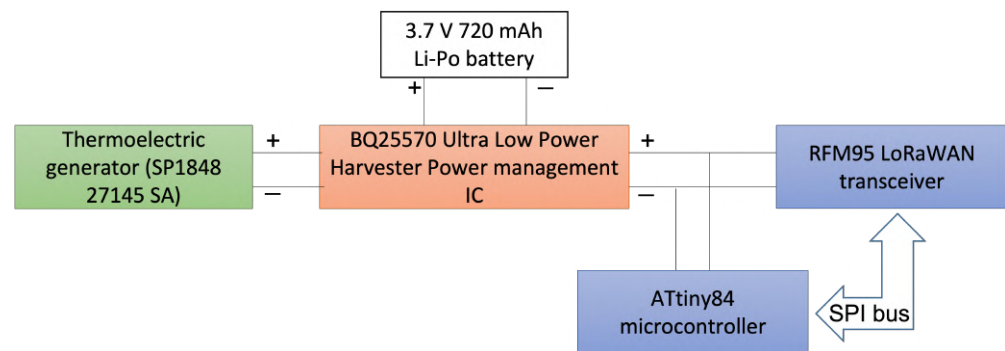 3.7 V 720 mAh
Li-Po battery
+
−
Thermoelectric
generator (SP1848
27145 SA)
+
−
BQ25570 Ultra Low Power
Harvester Power management
IC
+
−
RFM95 LoRaWAN
transceiver
ATtiny84
microcontroller
SPI bus